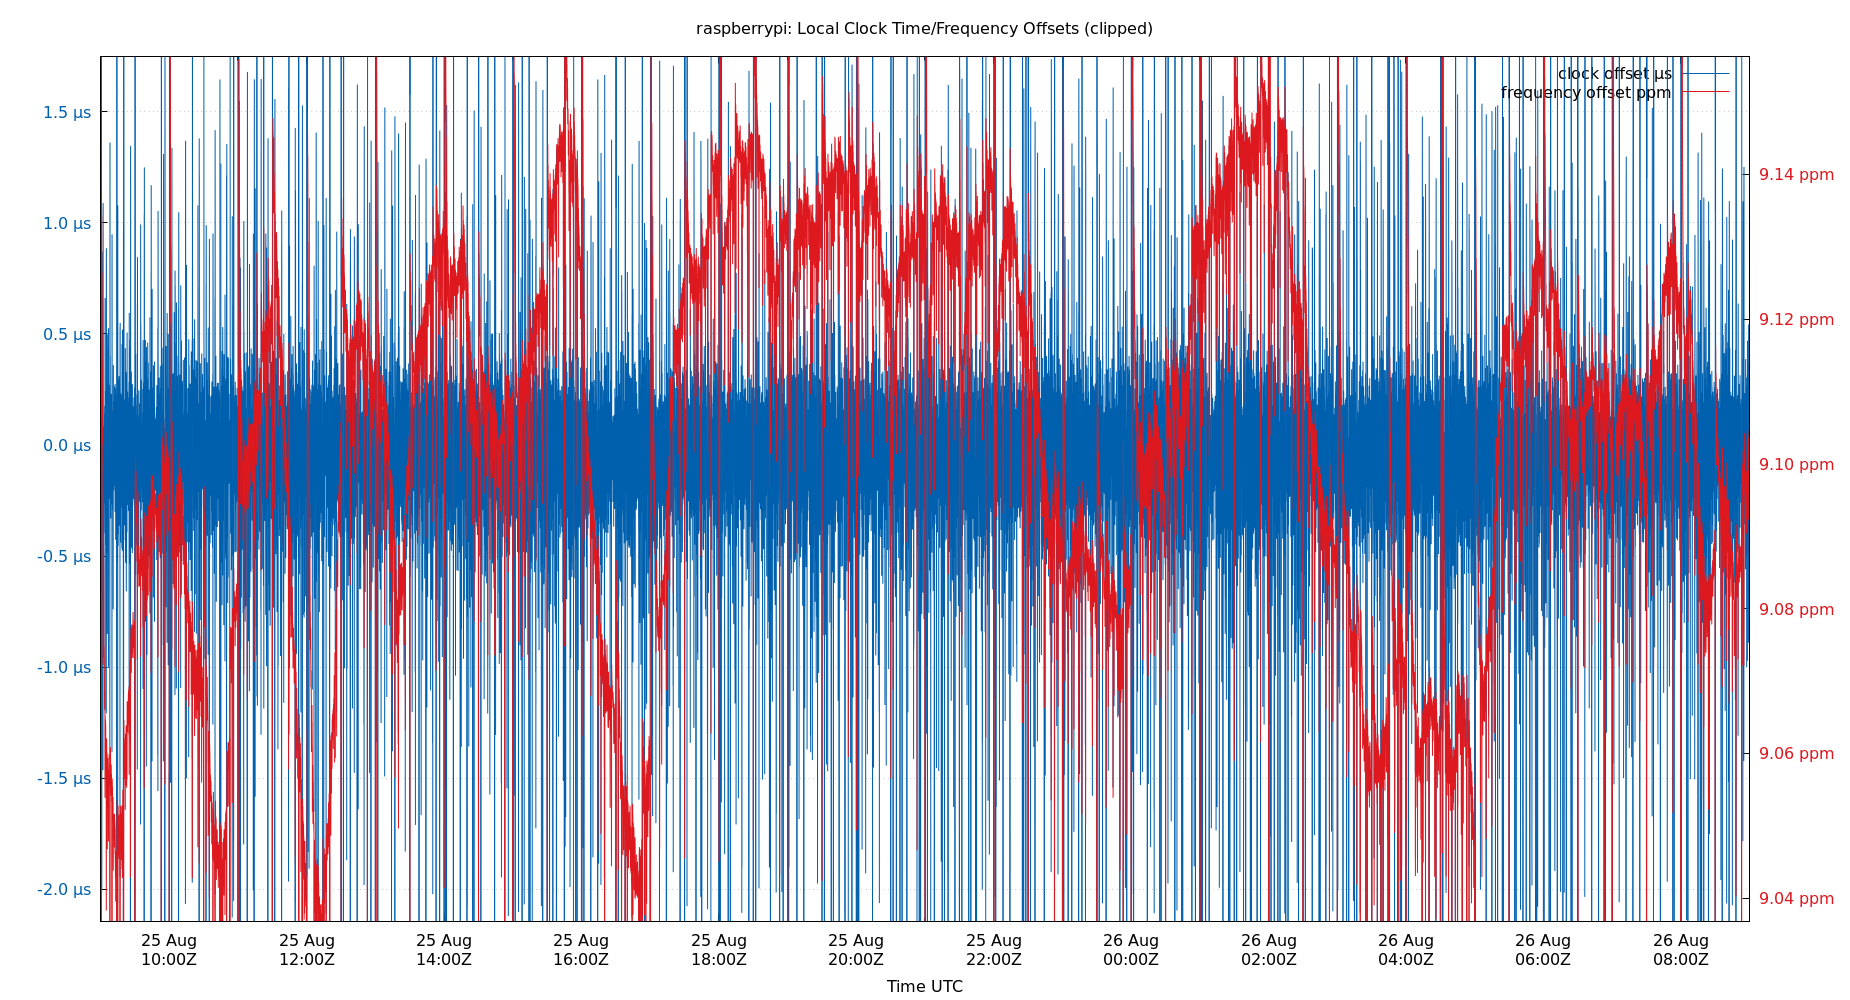 raspberrypi: Local Clock Time/Frequency Offsets (clipped)
clock offset µs
frequency offset ppm
1.5 µs
1.0 µs
0.5 µs
0.0 µs
-0.5 µs
-1.0 µs
-1.5 µs
-2.0 µs
9.14 ppm
9.12 ppm
9.10 ppm
9.08 ppm
9.06 ppm
9.04 ppm
25 Aug 25 Aug 25 Aug 25 Aug 25 Aug 25 Aug 25 Aug 26 Aug 26 Aug 26 Aug 26 Aug 26 Aug
10:00Z 12:00Z 14:00Z 16:00Z 18:00Z 20:00Z 22:00Z 00:00Z 02:00Z 04:00Z 06:00Z 08:00Z
Time UTC